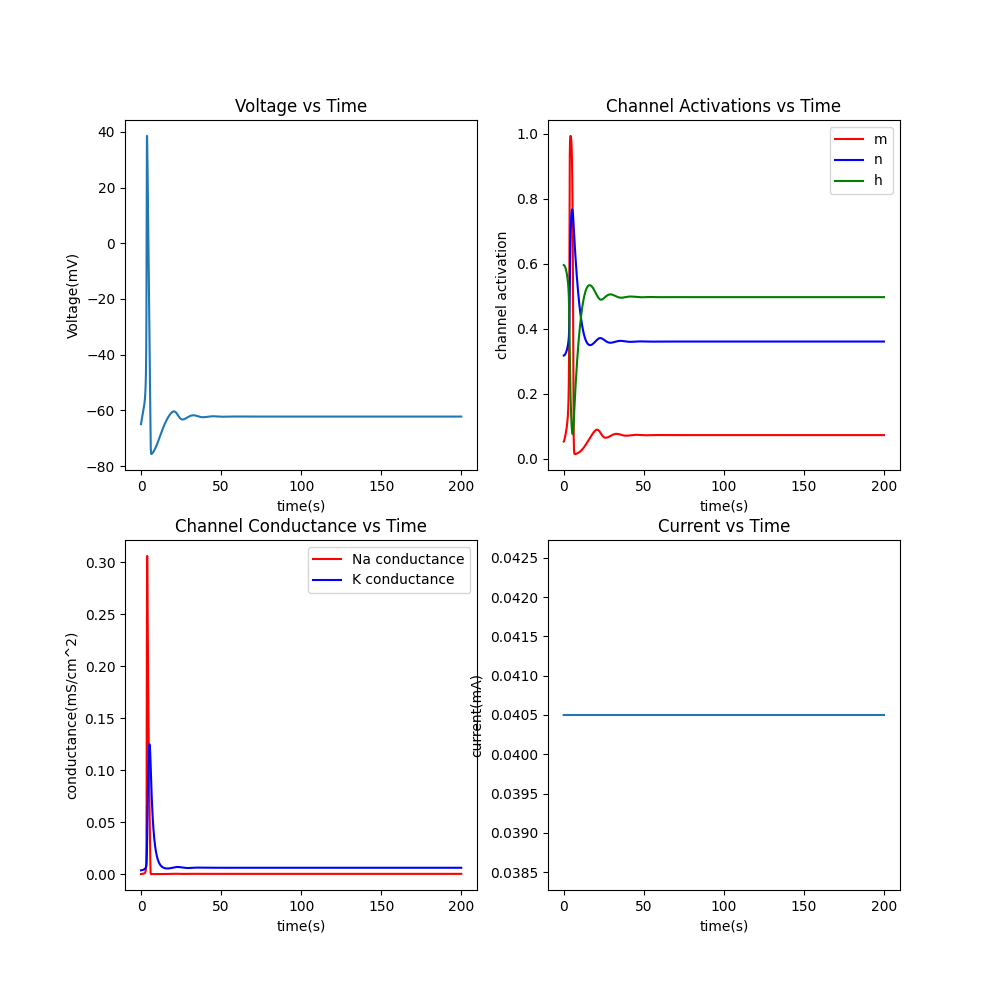 Voltage vs Time
40
20
0
−20
−40
−60
−80
Voltage(mV)
0 50 100 150 200
time(s)
Channel Activations vs Time
1.0
0.8
0.6
0.4
0.2
0.0
channel activation
m
n
h
0 50 100 150 200
time(s)
Channel Conductance vs Time
0.30
0.25
0.20
0.15
0.10
0.05
0.00
conductance(mS/cm^2)
Na conductance
K conductance
0 50 100 150 200
time(s)
Current vs Time
0.0425
0.0420
0.0415
0.0410
0.0405
0.0400
0.0395
0.0390
0.0385
current(mA)
0 50 100 150 200
time(s)